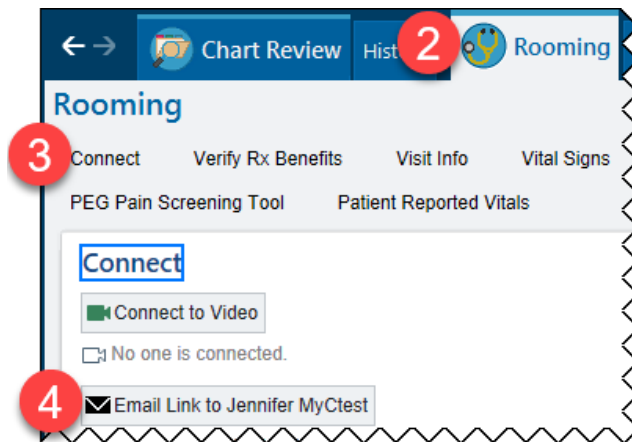 Chart Review Hist 2 Rooming
Rooming
3 Connect Verify Rx Benefits Visit Info Vital Signs
PEG Pain Screening Tool Patient Reported Vitals
Connect
Connect to Video
No one is connected.
4 Email Link to Jennifer MyCtest